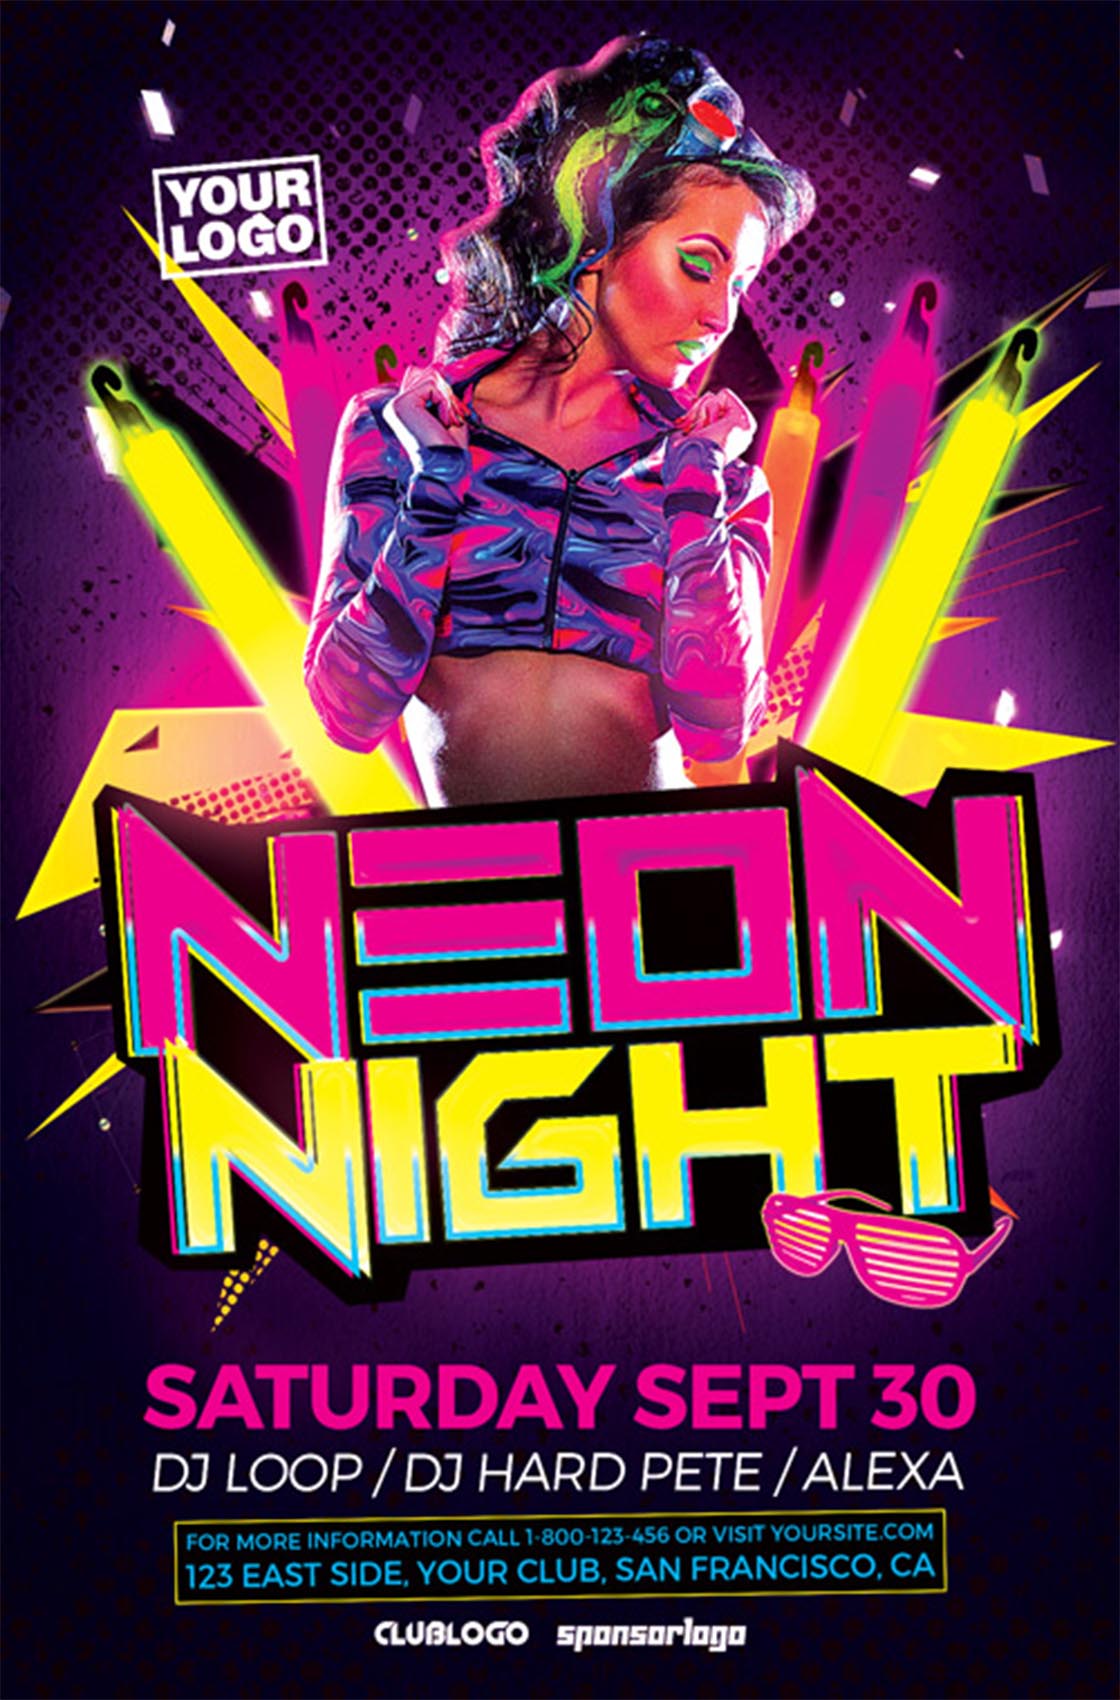 YOUR
LOGO
NEON
NIGHT
SATURDAY SEPT 30
DJ LOOP / DJ HARD PETE / ALEXA
FOR MORE INFORMATION CALL 1-800-123-456 OR VISIT YOURSITE.COM
123 EAST SIDE, YOUR CLUB, SAN FRANCISCO, CA
CLUBLOGO sponsorlogo